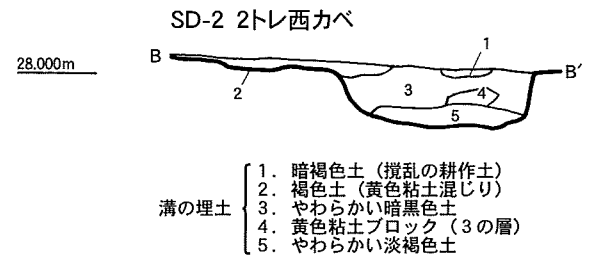 SD-2 2トレ西カベ
B
1
28.000m
B′
2
3
4
5
溝の埋土
1．暗褐色土（撹乱の耕作土）
2．褐色土（黄色粘土混じり）
3．やわらかい暗黒色土
4．黄色粘土ブロック（3の層）
5．やわらかい淡褐色土